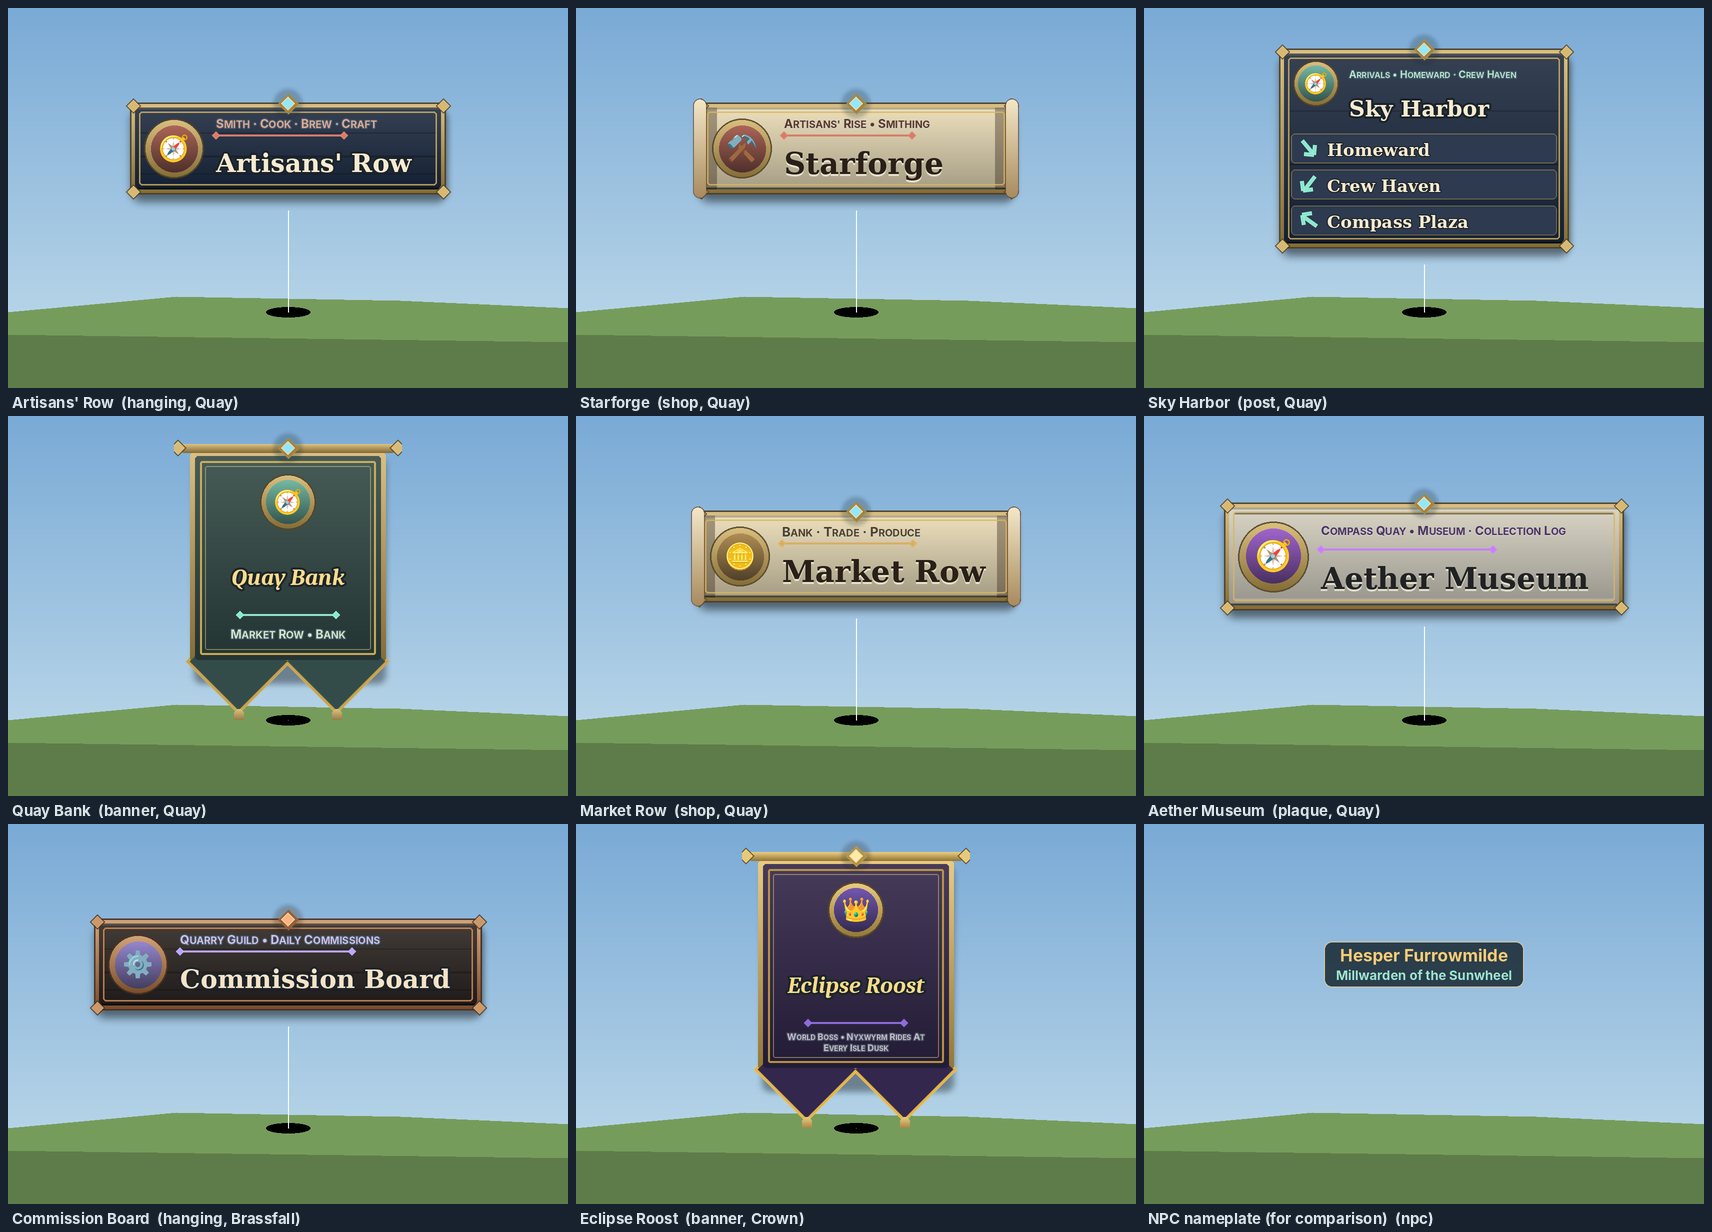 SMITH · COOK · BREW · CRAFT
Artisans' Row
Artisans' Row (hanging, Quay)
ARTISANS' RISE • SMITHING
Starforge
Starforge (shop, Quay)
ARRIVALS • HOMEWARD · CREW HAVEN
Sky Harbor
Homeward
Crew Haven
Compass Plaza
Sky Harbor (post, Quay)
Quay Bank
MARKET ROW • BANK
Quay Bank (banner, Quay)
BANK · TRADE · PRODUCE
Market Row
Market Row (shop, Quay)
COMPASS QUAY • MUSEUM · COLLECTION LOG
Aether Museum
Aether Museum (plaque, Quay)
QUARRY GUILD • DAILY COMMISSIONS
Commission Board
Commission Board (hanging, Brassfall)
Eclipse Roost
WORLD BOSS • NYXWYRM RIDES AT
EVERY ISLE DUSK
Eclipse Roost (banner, Crown)
Hesper Furrowmilde
Millwarden of the Sunwheel
NPC nameplate (for comparison) (npc)